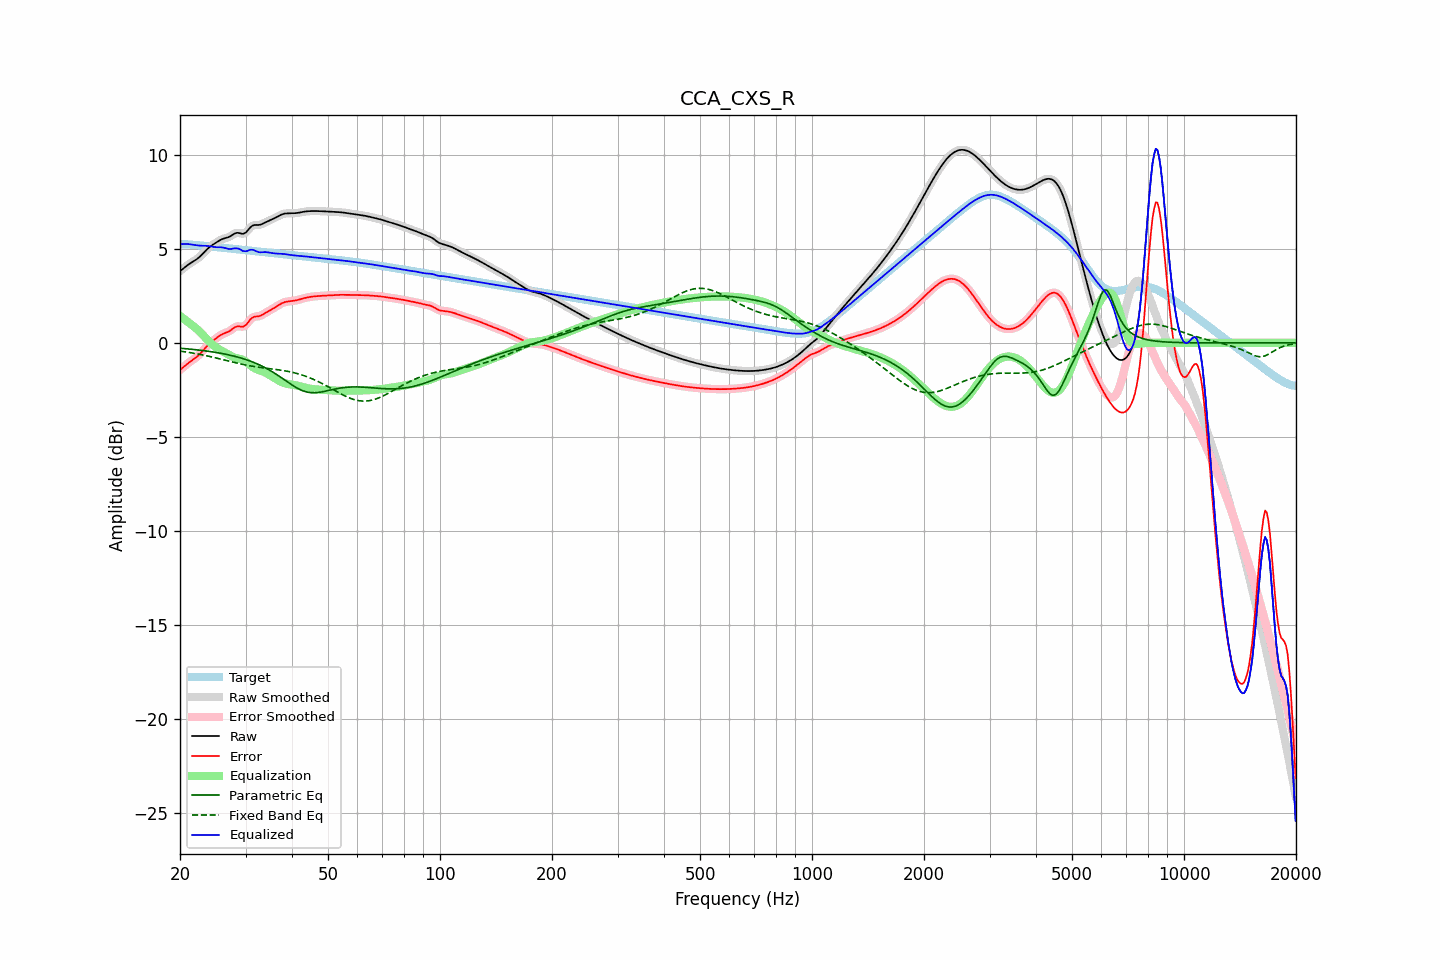 CCA_CXS_R
Amplitude (dBr)
10
5
0
−5
−10
−15
−20
−25
Target
Raw Smoothed
Error Smoothed
Raw
Error
Equalization
Parametric Eq
Fixed Band Eq
Equalized
20 50 100 200 500 1000 2000 5000 10000 20000
Frequency (Hz)